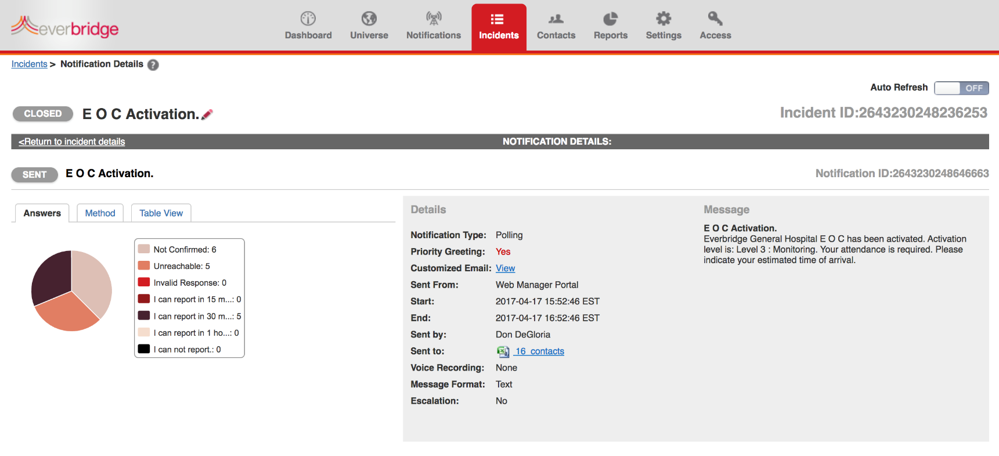 everbridge
Dashboard
Universe
Notifications
Incidents
Contacts
Reports
Settings
Access
Incidents > Notification Details ?
Auto Refresh OFF
CLOSED E O C Activation.
Incident ID:2643230248236253
<Return to incident details
NOTIFICATION DETAILS:
SENT E O C Activation.
Notification ID:2643230248646663
Answers
Method
Table View
Not Confirmed: 6
Unreachable: 5
Invalid Response: 0
I can report in 15 m...: 0
I can report in 30 m...: 5
I can report in 1 ho...: 0
I can not report.: 0
Details
Notification Type: Polling
Priority Greeting: Yes
Customized Email: View
Sent From: Web Manager Portal
Start: 2017-04-17 15:52:46 EST
End: 2017-04-17 16:52:46 EST
Sent by: Don DeGloria
Sent to: 16 contacts
Voice Recording: None
Message Format: Text
Escalation: No
Message
E O C Activation.
Everbridge General Hospital E O C has been activated. Activation
level is: Level 3 : Monitoring. Your attendance is required. Please
indicate your estimated time of arrival.